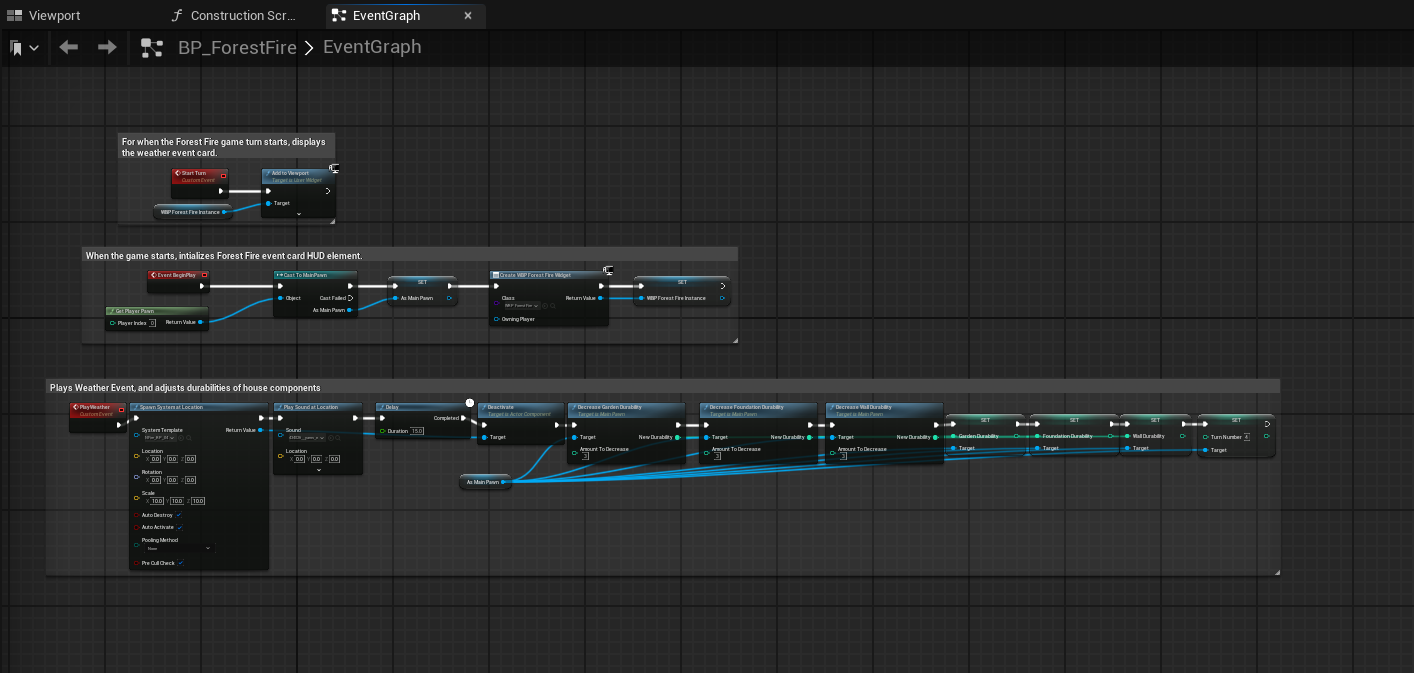 Viewport
Construction Scr...
EventGraph
BP_ForestFire > EventGraph
For when the Forest Fire game turn starts, displays
the weather event card.
Start Turn
Custom Event
Add to Viewport
Target is User Widget
Target
WBP Forest Fire Instance
When the game starts, intializes Forest Fire event card HUD element.
Event BeginPlay
Cast To MainPawn
Object
Cast Failed
As Main Pawn
SET
As Main Pawn
Create WBP Forest Fire Widget
Class
WBP Forest Fire
Return Value
Owning Player
SET
WBP Forest Fire Instance
Get Player Pawn
Player Index 0
Return Value
Plays Weather Event, and adjusts durabilities of house components
PlayWeather
Custom Event
Spawn System at Location
System Template
Return Value
Location
X 0.0 Y 0.0 Z 0.0
Rotation
X 0.0 Y 0.0 Z 0.0
Scale
X 10.0 Y 10.0 Z 10.0
Auto Destroy
Auto Activate
Pooling Method
None
Pre Cull Check
Play Sound at Location
Sound
Location
X 0.0 Y 0.0 Z 0.0
Delay
Completed
Duration 15.0
Deactivate
Target is Actor Component
Target
As Main Pawn
Decrease Garden Durability
Target is Main Pawn
Target
New Durability
Amount To Decrease
3
Decrease Foundation Durability
Target is Main Pawn
Target
New Durability
Amount To Decrease
3
Decrease Wall Durability
Target is Main Pawn
Target
New Durability
Amount To Decrease
3
SET
Garden Durability
Target
SET
Foundation Durability
Target
SET
Wall Durability
Target
SET
Turn Number 4
Target